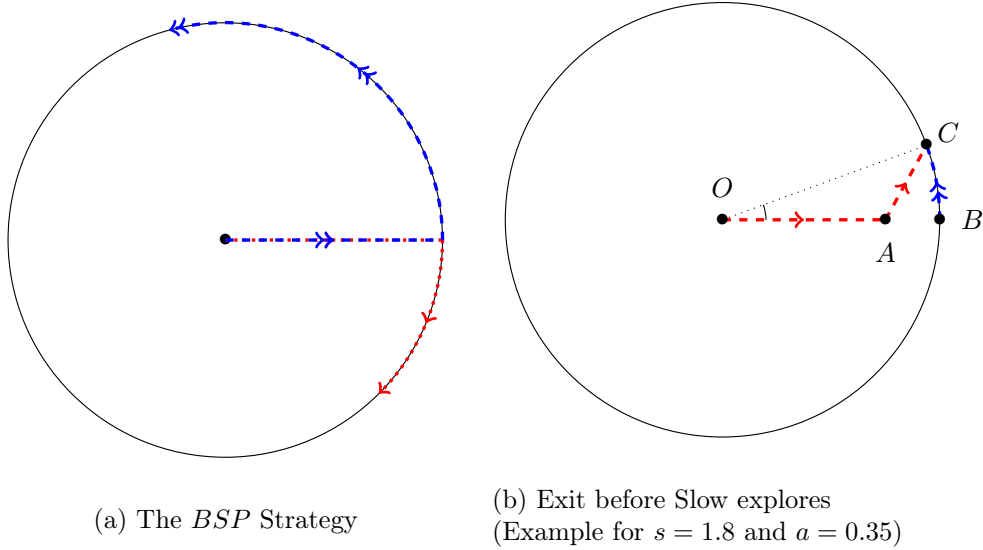 C
O
A
B
(a) The BSP Strategy
(b) Exit before Slow explores
(Example for s = 1.8 and a = 0.35)